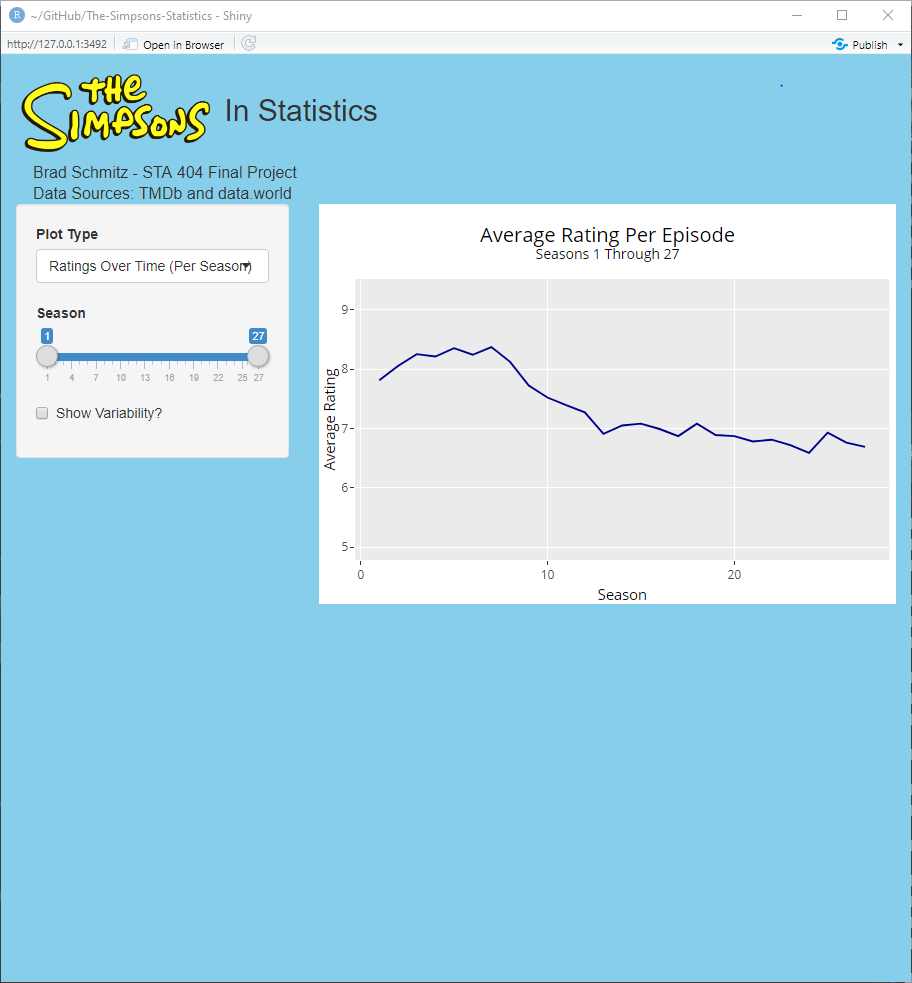 ~/GitHub/The-Simpsons-Statistics - Shiny
http://127.0.0.1:3492 Open in Browser Publish
THE SIMPSONS In Statistics
Brad Schmitz - STA 404 Final Project
Data Sources: TMDb and data.world
Plot Type
Ratings Over Time (Per Season)
Season
1 27
1 4 7 10 13 16 19 22 25 27
Show Variability?
Average Rating Per Episode
Seasons 1 Through 27
Average Rating
9
8
7
6
5
0 10 20
Season